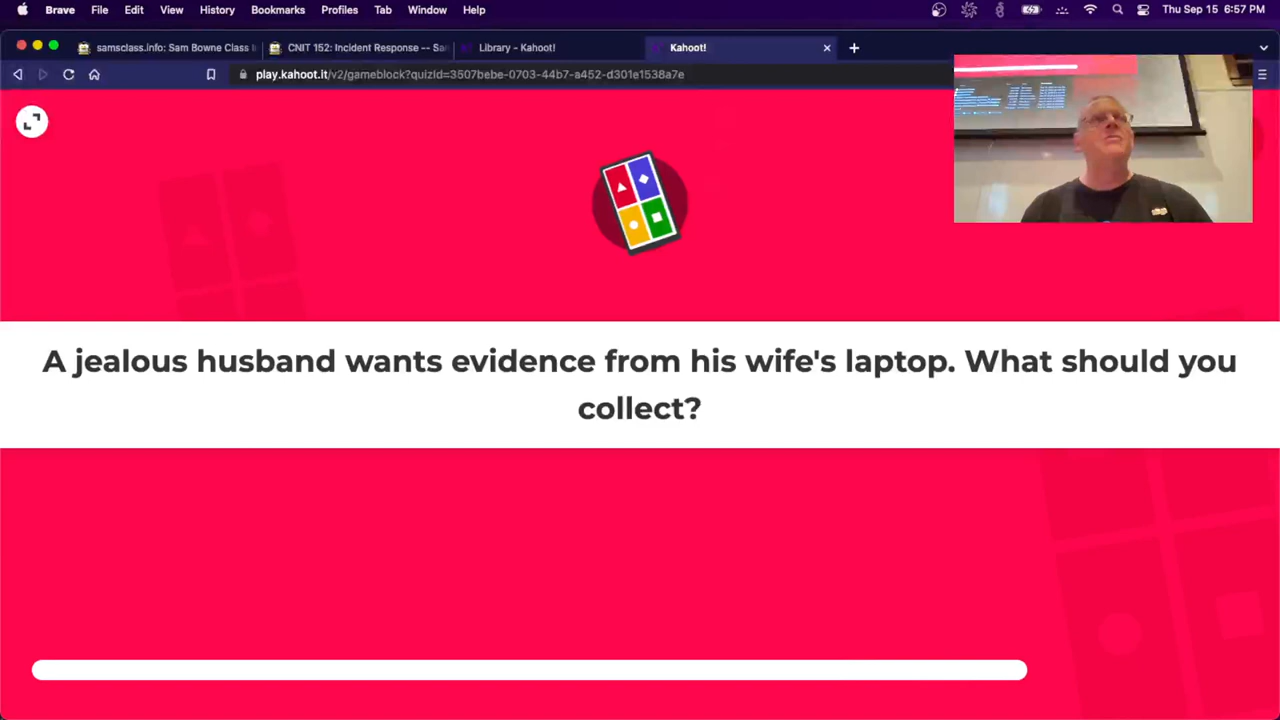 Brave File Edit View History Bookmarks Profiles Tab Window Help Thu Sep 15 6:57 PM
samsclass.info: Sam Bowne Class I CNIT 152: Incident Response -- Sa Library - Kahoot! Kahoot!
play.kahoot.it/v2/gameblock?quizId=3507bebe-0703-44b7-a452-d301e1538a7e
A jealous husband wants evidence from his wife's laptop. What should you
collect?